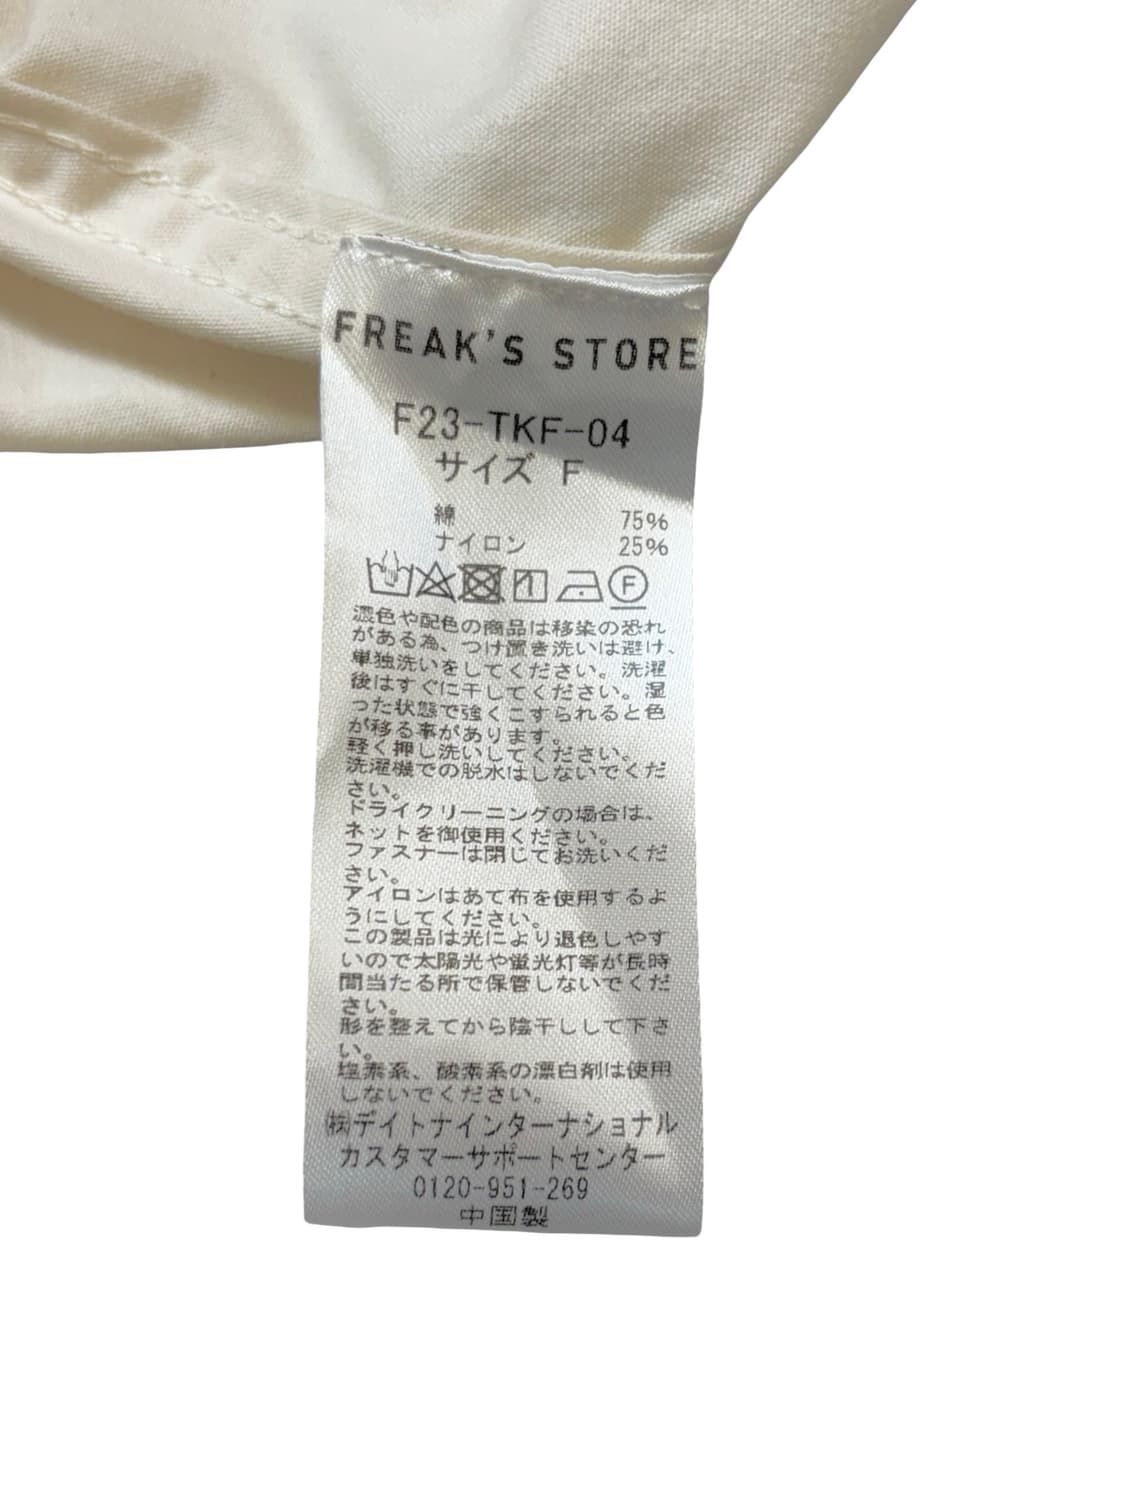 FREAK'S STORE
F23-TKF-04
サイズ F
綿 75%
ナイロン 25%
F
濃色や配色の商品は移染の恐れ
がある為、つけ置き洗いは避け、
単独洗いをしてください。洗濯
後はすぐに干してください。湿
った状態で強くこすられると色
が移る事があります。
軽く押し洗いしてください。
洗濯機での脱水はしないでくだ
さい。
ドライクリーニングの場合は、
ネットを御使用ください。
ファスナーは閉じてお洗いくだ
さい。
アイロンはあて布を使用するよ
うにしてください。
この製品は光により退色しやす
いので太陽光や蛍光灯等が長時
間当たる所で保管しないでくだ
さい。
形を整えてから陰干しして下さ
い。
塩素系、酸素系の漂白剤は使用
しないでください。
㈱デイトナインターナショナル
カスタマーサポートセンター
0120-951-269
中国製